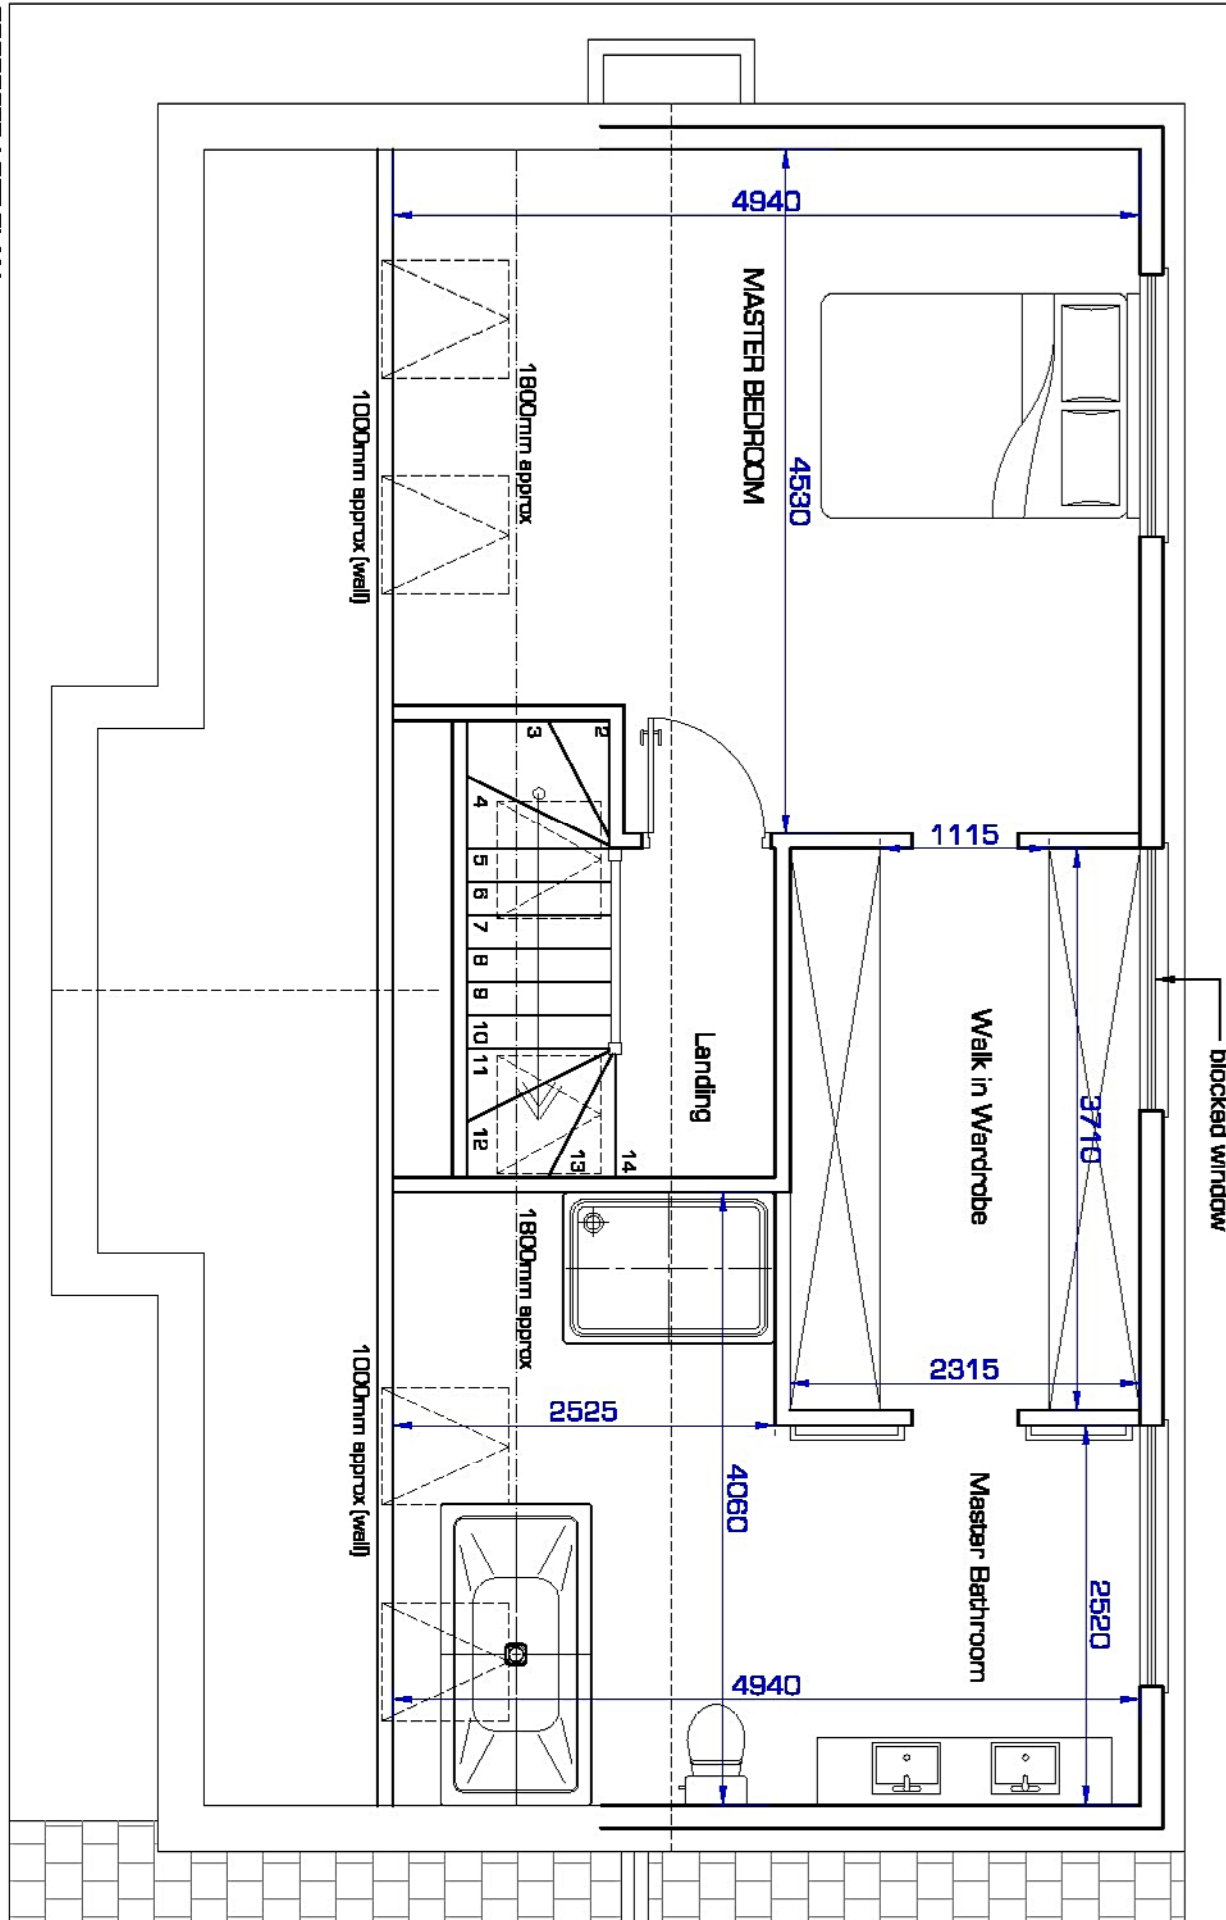 4940
MASTER BEDROOM
4530
1800mm approx
1000mm approx (wall)
2
3
4
5
6
7
8
9
10
11
12
13
14
Landing
1115
Walk in Wardrobe
3710
blocked window
2315
1800mm approx
1000mm approx (wall)
2525
4060
Master Bathroom
2520
4940